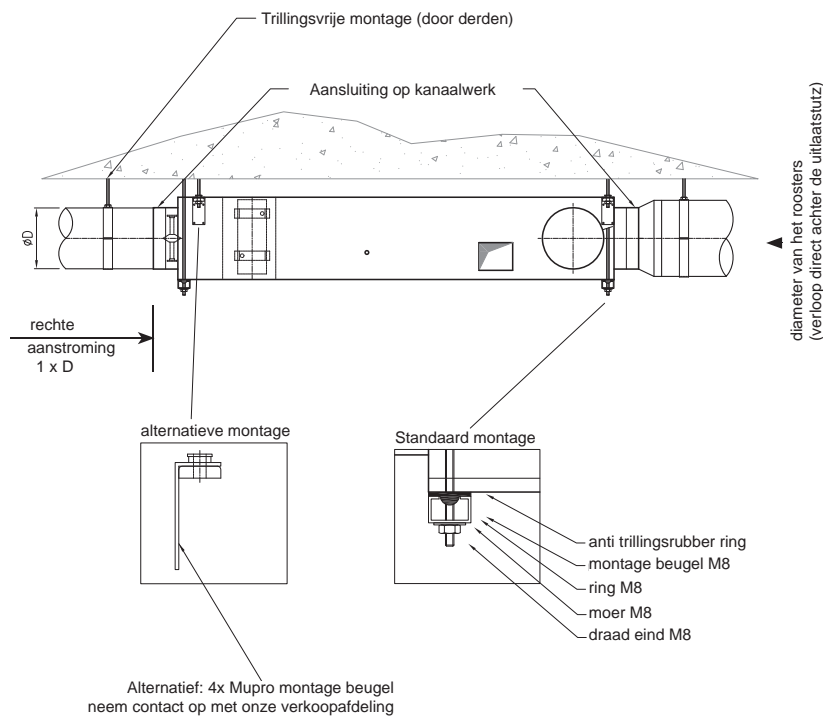 Trillingsvrije montage (door derden)
Aansluiting op kanaalwerk
øD
diameter van het roosters
(verloop direct achter de uitlaatstutz)
rechte
aanstroming
1 x D
alternatieve montage
Standaard montage
anti trillingsrubber ring
montage beugel M8
ring M8
moer M8
draad eind M8
Alternatief: 4x Mupro montage beugel
neem contact op met onze verkoopafdeling